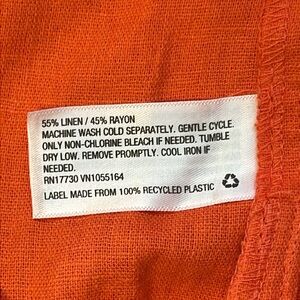 55% LINEN / 45% RAYON
MACHINE WASH COLD SEPARATELY. GENTLE CYCLE.
ONLY NON-CHLORINE BLEACH IF NEEDED. TUMBLE
DRY LOW. REMOVE PROMPTLY. COOL IRON IF
NEEDED.
RN17730 VN1055164
LABEL MADE FROM 100% RECYCLED PLASTIC